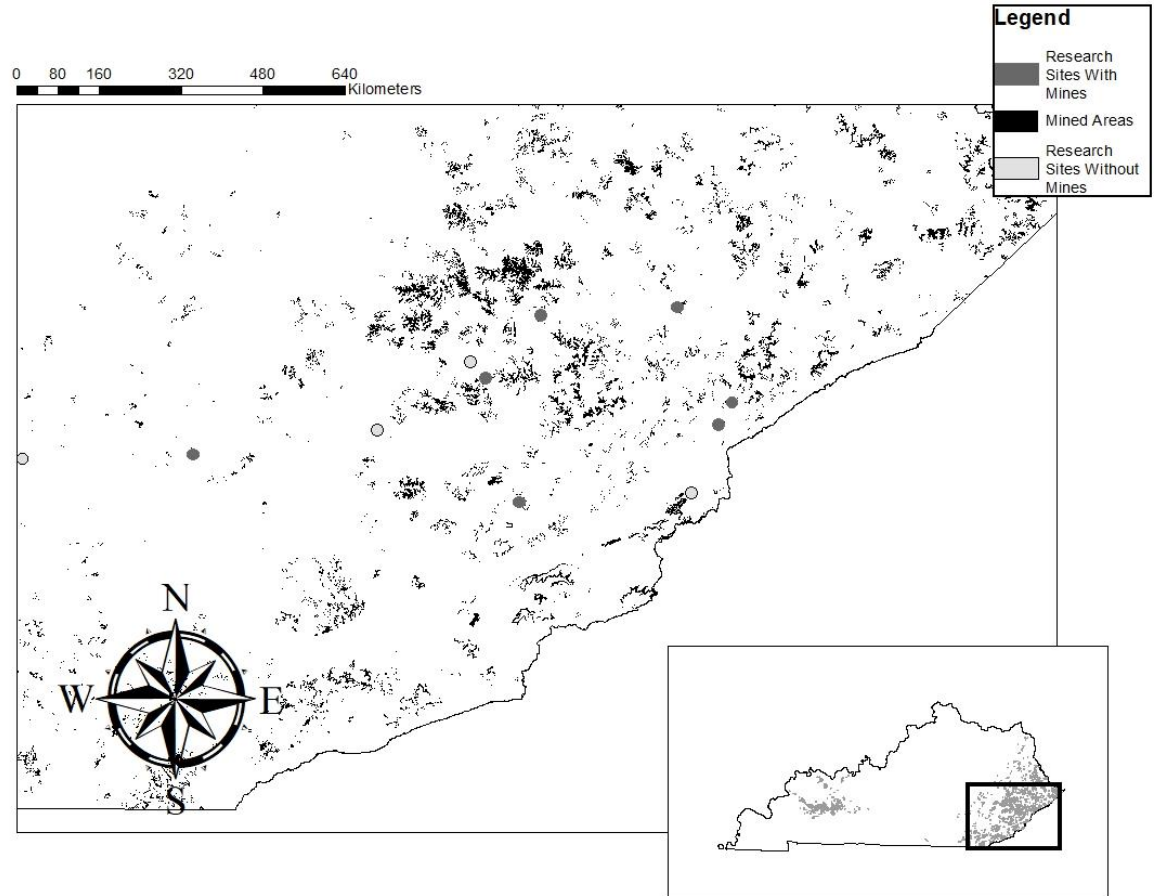 Legend
Research
Sites With
Mines
Mined Areas
Research
Sites Without
Mines
0 80 160 320 480 640
Kilometers
N
W E
S